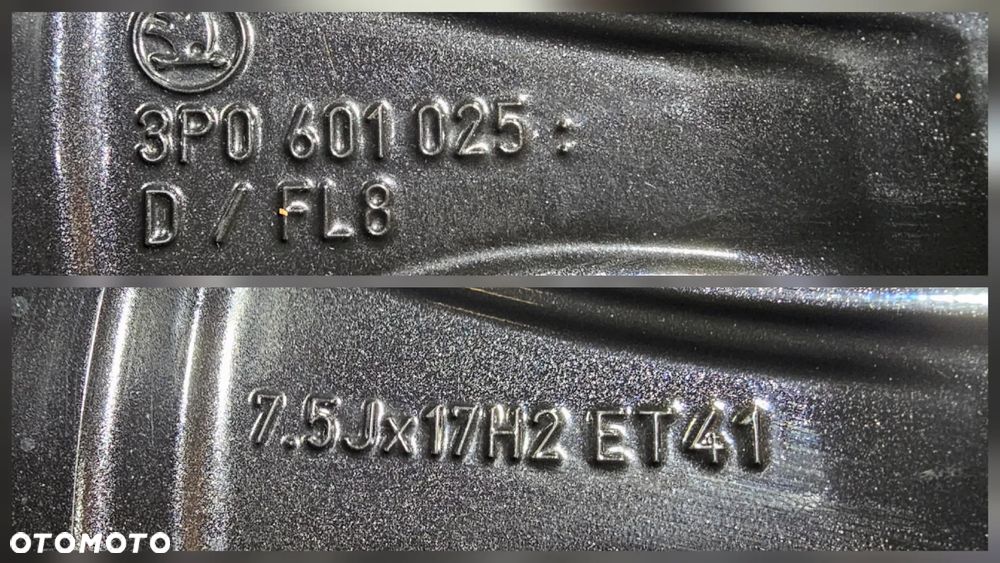 3P0 601 025 :
D / FL8
7.5Jx17H2 ET41
OTOMOTO